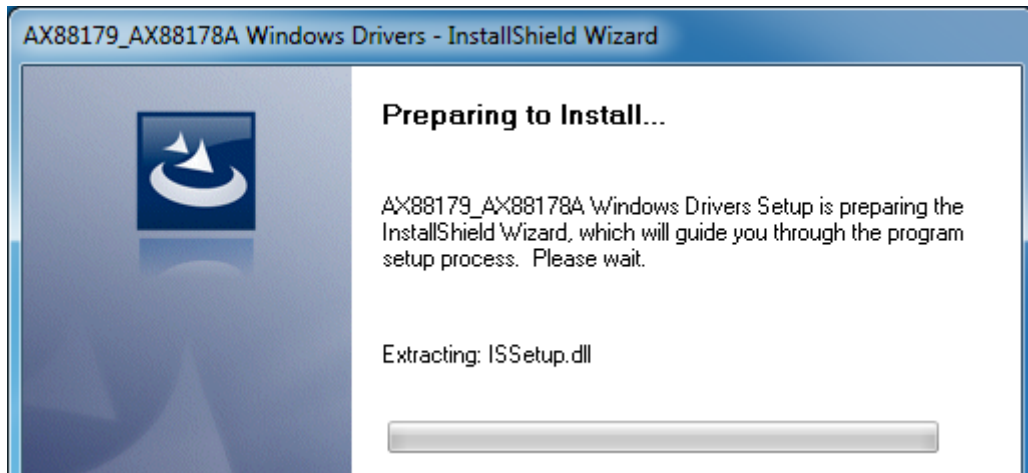 AX88179_AX88178A Windows Drivers - InstallShield Wizard
Preparing to Install...
AX88179_AX88178A Windows Drivers Setup is preparing the
InstallShield Wizard, which will guide you through the program
setup process.  Please wait.
Extracting: ISSetup.dll